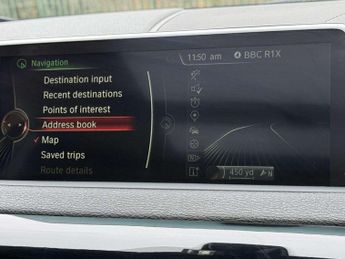 Navigation
11:50 am
BBC R1X
Destination input
Recent destinations
Points of interest
Address book
Map
Saved trips
Route details
450 yd
N